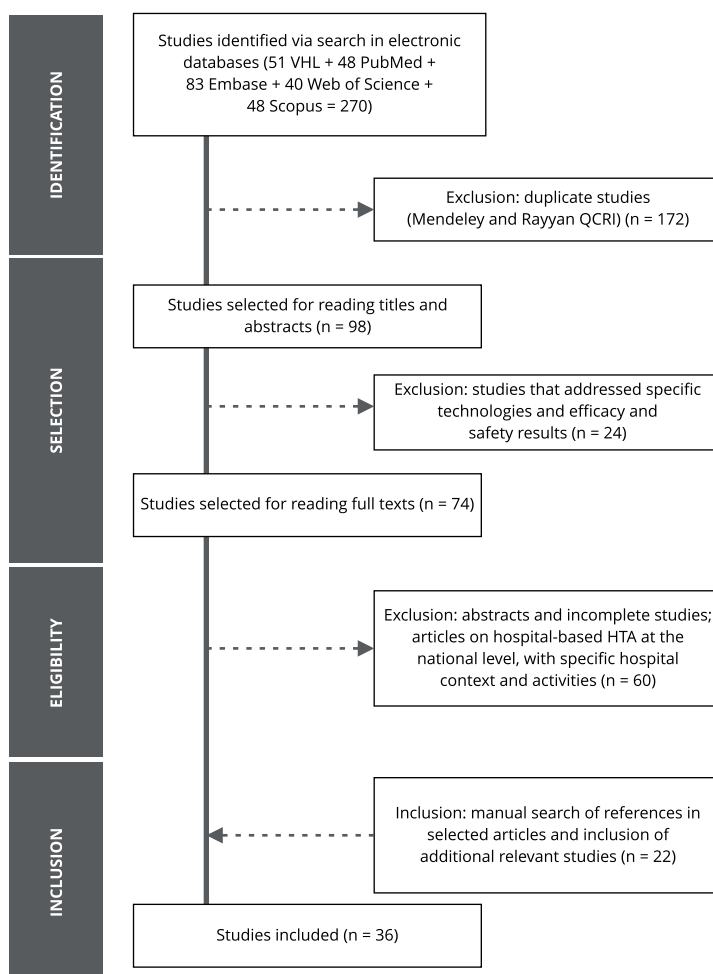 IDENTIFICATION
Studies identified via search in electronic
databases (51 VHL + 48 PubMed +
83 Embase + 40 Web of Science +
48 Scopus = 270)
Exclusion: duplicate studies
(Mendeley and Rayyan QCRI) (n = 172)
SELECTION
Studies selected for reading titles and
abstracts (n = 98)
Exclusion: studies that addressed specific
technologies and efficacy and
safety results (n = 24)
Studies selected for reading full texts (n = 74)
ELIGIBILITY
Exclusion: abstracts and incomplete studies;
articles on hospital-based HTA at the
national level, with specific hospital
context and activities (n = 60)
INCLUSION
Inclusion: manual search of references in
selected articles and inclusion of
additional relevant studies (n = 22)
Studies included (n = 36)